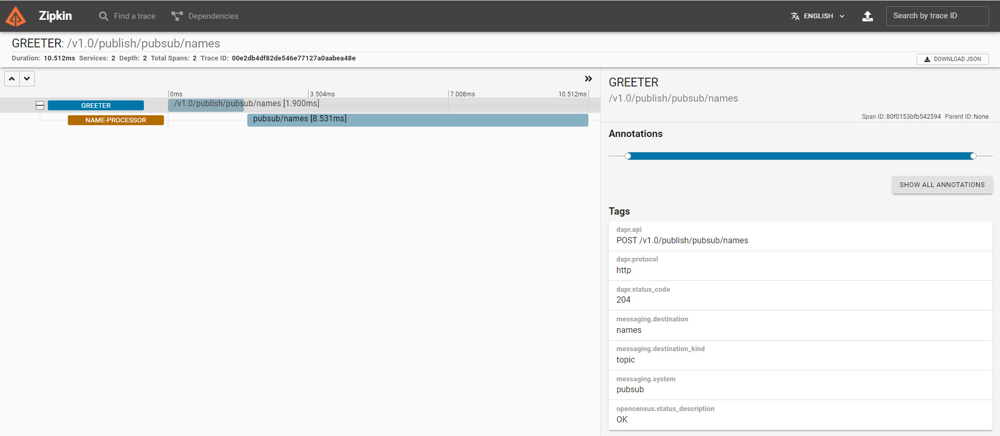 Zipkin Find a trace Dependencies ENGLISH Search by trace ID
GREETER: /v1.0/publish/pubsub/names
Duration: 10.512ms Services: 2 Depth: 2 Total Spans: 2 Trace ID: 00e2db4df82de546e77127a0aabea48e
DOWNLOAD JSON
0ms 3.504ms 7.008ms 10.512ms
GREETER /v1.0/publish/pubsub/names [1.900ms]
NAME-PROCESSOR pubsub/names [8.531ms]
GREETER
/v1.0/publish/pubsub/names
Span ID: 80f0153bfb542594 Parent ID: None
Annotations
SHOW ALL ANNOTATIONS
Tags
dapr.api
POST /v1.0/publish/pubsub/names
dapr.protocol
http
dapr.status_code
204
messaging.destination
names
messaging.destination_kind
topic
messaging.system
pubsub
opencensus.status_description
OK